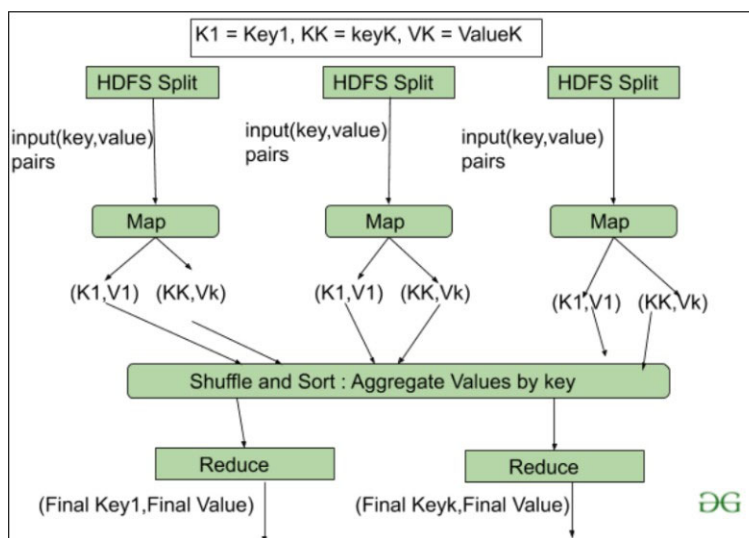 K1 = Key1, KK = keyK, VK = ValueK
HDFS Split
HDFS Split
HDFS Split
input(key,value)
pairs
input(key,value)
pairs
input(key,value)
pairs
Map
Map
Map
(K1,V1)
(KK,Vk)
(K1,V1)
(KK,Vk)
(K1,V1)
(KK,Vk)
Shuffle and Sort : Aggregate Values by key
Reduce
Reduce
(Final Key1,Final Value)
(Final Keyk,Final Value)